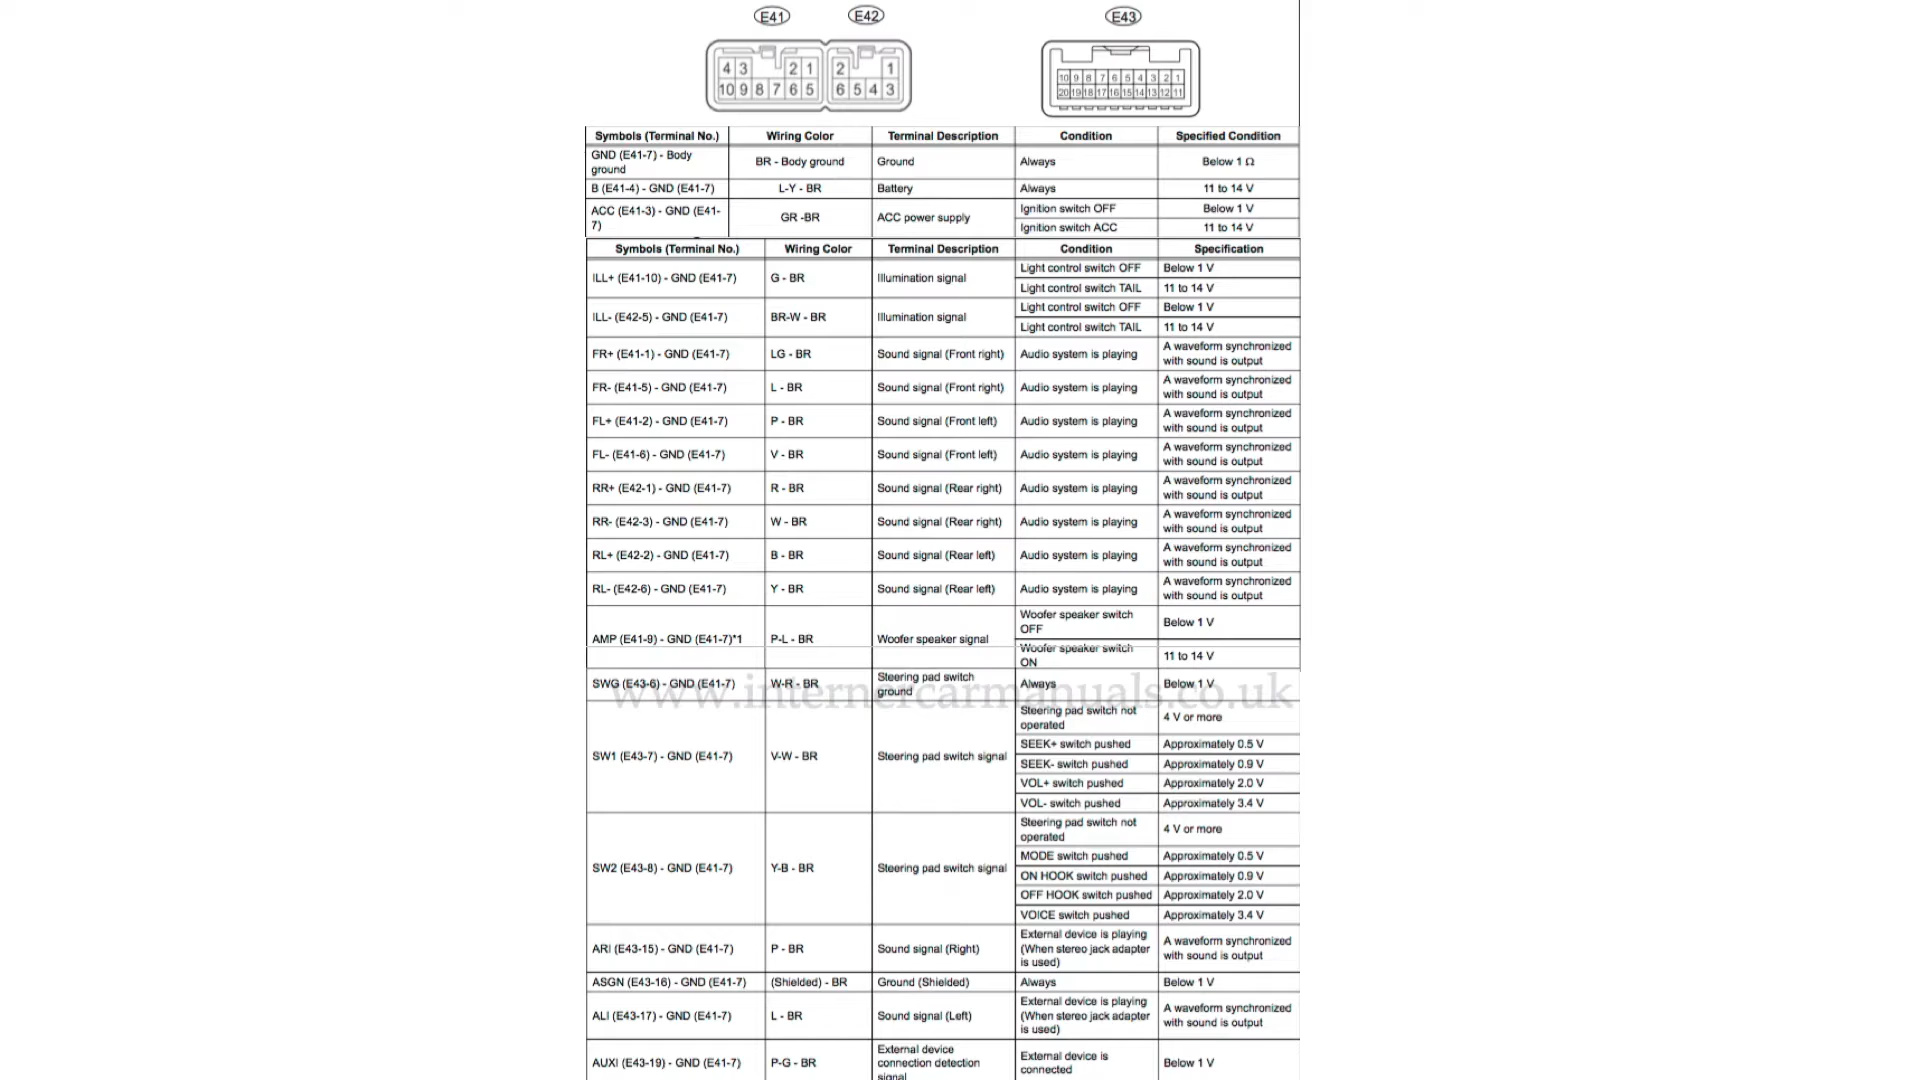 E41 E42 E43
4 3 2 1 2 1
10 9 8 7 6 5 6 5 4 3
10 9 8 7 6 5 4 3 2 1
20 19 18 17 16 15 14 13 12 11
Symbols (Terminal No.) Wiring Color Terminal Description Condition Specified Condition
GND (E41-7) - Body
ground
BR - Body ground Ground Always Below 1 Ω
B (E41-4) - GND (E41-7) L-Y - BR Battery Always 11 to 14 V
ACC (E41-3) - GND (E41-
7)
GR -BR ACC power supply
Ignition switch OFF Below 1 V
Ignition switch ACC 11 to 14 V
Symbols (Terminal No.) Wiring Color Terminal Description Condition Specification
ILL+ (E41-10) - GND (E41-7) G - BR Illumination signal
Light control switch OFF Below 1 V
Light control switch TAIL 11 to 14 V
ILL- (E42-5) - GND (E41-7) BR-W - BR Illumination signal
Light control switch OFF Below 1 V
Light control switch TAIL 11 to 14 V
FR+ (E41-1) - GND (E41-7) LG - BR Sound signal (Front right) Audio system is playing
A waveform synchronized
with sound is output
FR- (E41-5) - GND (E41-7) L - BR Sound signal (Front right) Audio system is playing
A waveform synchronized
with sound is output
FL+ (E41-2) - GND (E41-7) P - BR Sound signal (Front left) Audio system is playing
A waveform synchronized
with sound is output
FL- (E41-6) - GND (E41-7) V - BR Sound signal (Front left) Audio system is playing
A waveform synchronized
with sound is output
RR+ (E42-1) - GND (E41-7) R - BR Sound signal (Rear right) Audio system is playing
A waveform synchronized
with sound is output
RR- (E42-3) - GND (E41-7) W - BR Sound signal (Rear right) Audio system is playing
A waveform synchronized
with sound is output
RL+ (E42-2) - GND (E41-7) B - BR Sound signal (Rear left) Audio system is playing
A waveform synchronized
with sound is output
RL- (E42-6) - GND (E41-7) Y - BR Sound signal (Rear left) Audio system is playing
A waveform synchronized
with sound is output
AMP (E41-9) - GND (E41-7)*1 P-L - BR Woofer speaker signal
Woofer speaker switch
OFF
Below 1 V
Woofer speaker switch
ON
11 to 14 V
SWG (E43-6) - GND (E41-7) W-R - BR
Steering pad switch
ground
Always Below 1 V
www.internercarmanuals.co.uk
SW1 (E43-7) - GND (E41-7) V-W - BR Steering pad switch signal
Steering pad switch not
operated
4 V or more
SEEK+ switch pushed Approximately 0.5 V
SEEK- switch pushed Approximately 0.9 V
VOL+ switch pushed Approximately 2.0 V
VOL- switch pushed Approximately 3.4 V
SW2 (E43-8) - GND (E41-7) Y-B - BR Steering pad switch signal
Steering pad switch not
operated
4 V or more
MODE switch pushed Approximately 0.5 V
ON HOOK switch pushed Approximately 0.9 V
OFF HOOK switch pushed Approximately 2.0 V
VOICE switch pushed Approximately 3.4 V
ARI (E43-15) - GND (E41-7) P - BR Sound signal (Right)
External device is playing
(When stereo jack adapter
is used)
A waveform synchronized
with sound is output
ASGN (E43-16) - GND (E41-7) (Shielded) - BR Ground (Shielded) Always Below 1 V
ALI (E43-17) - GND (E41-7) L - BR Sound signal (Left)
External device is playing
(When stereo jack adapter
is used)
A waveform synchronized
with sound is output
AUXI (E43-19) - GND (E41-7) P-G - BR
External device
connection detection
signal
External device is
connected
Below 1 V